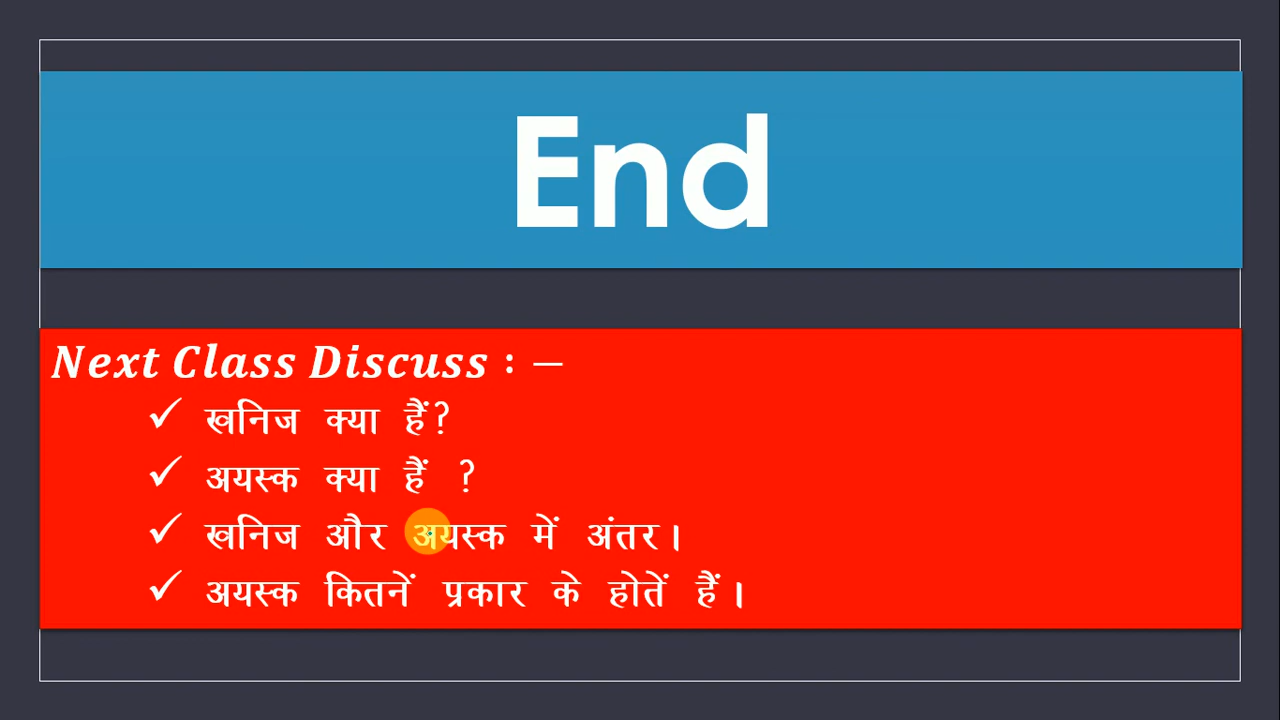 End
Next Class Discuss : −
✓ खनिज क्या हैं?
✓ अयस्क क्या हैं ?
✓ खनिज और अयस्क में अंतर।
✓ अयस्क कितनें प्रकार के होतें हैं।